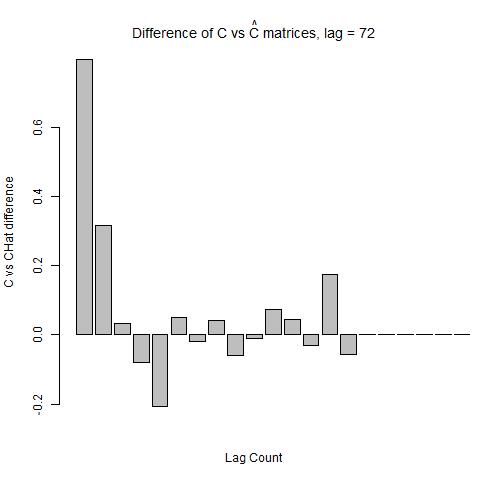 Difference of C vs Ĉ matrices, lag = 72
C vs CHat difference
0.6
0.4
0.2
0.0
-0.2
Lag Count